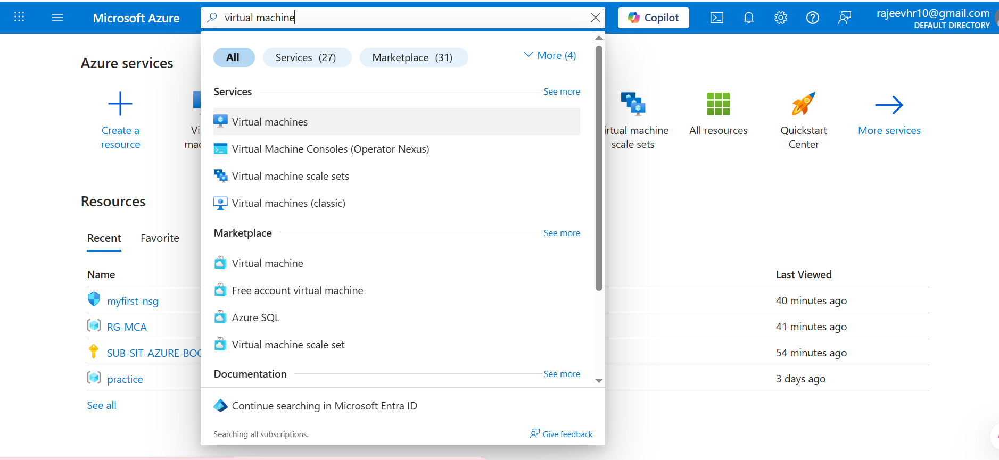 Microsoft Azure
virtual machine
Copilot
rajeevhr10@gmail.com
DEFAULT DIRECTORY
All
Services (27)
Marketplace (31)
More (4)
Services
See more
Virtual machines
Virtual Machine Consoles (Operator Nexus)
Virtual machine scale sets
Virtual machines (classic)
Marketplace
See more
Virtual machine
Free account virtual machine
Azure SQL
Virtual machine scale set
Documentation
See more
Continue searching in Microsoft Entra ID
Searching all subscriptions.
Give feedback
Azure services
Create a
resource
machine
scale sets
All resources
Quickstart
Center
More services
Resources
Recent
Favorite
Name
Last Viewed
myfirst-nsg
40 minutes ago
RG-MCA
41 minutes ago
SUB-SIT-AZURE-BOO
54 minutes ago
practice
3 days ago
See all